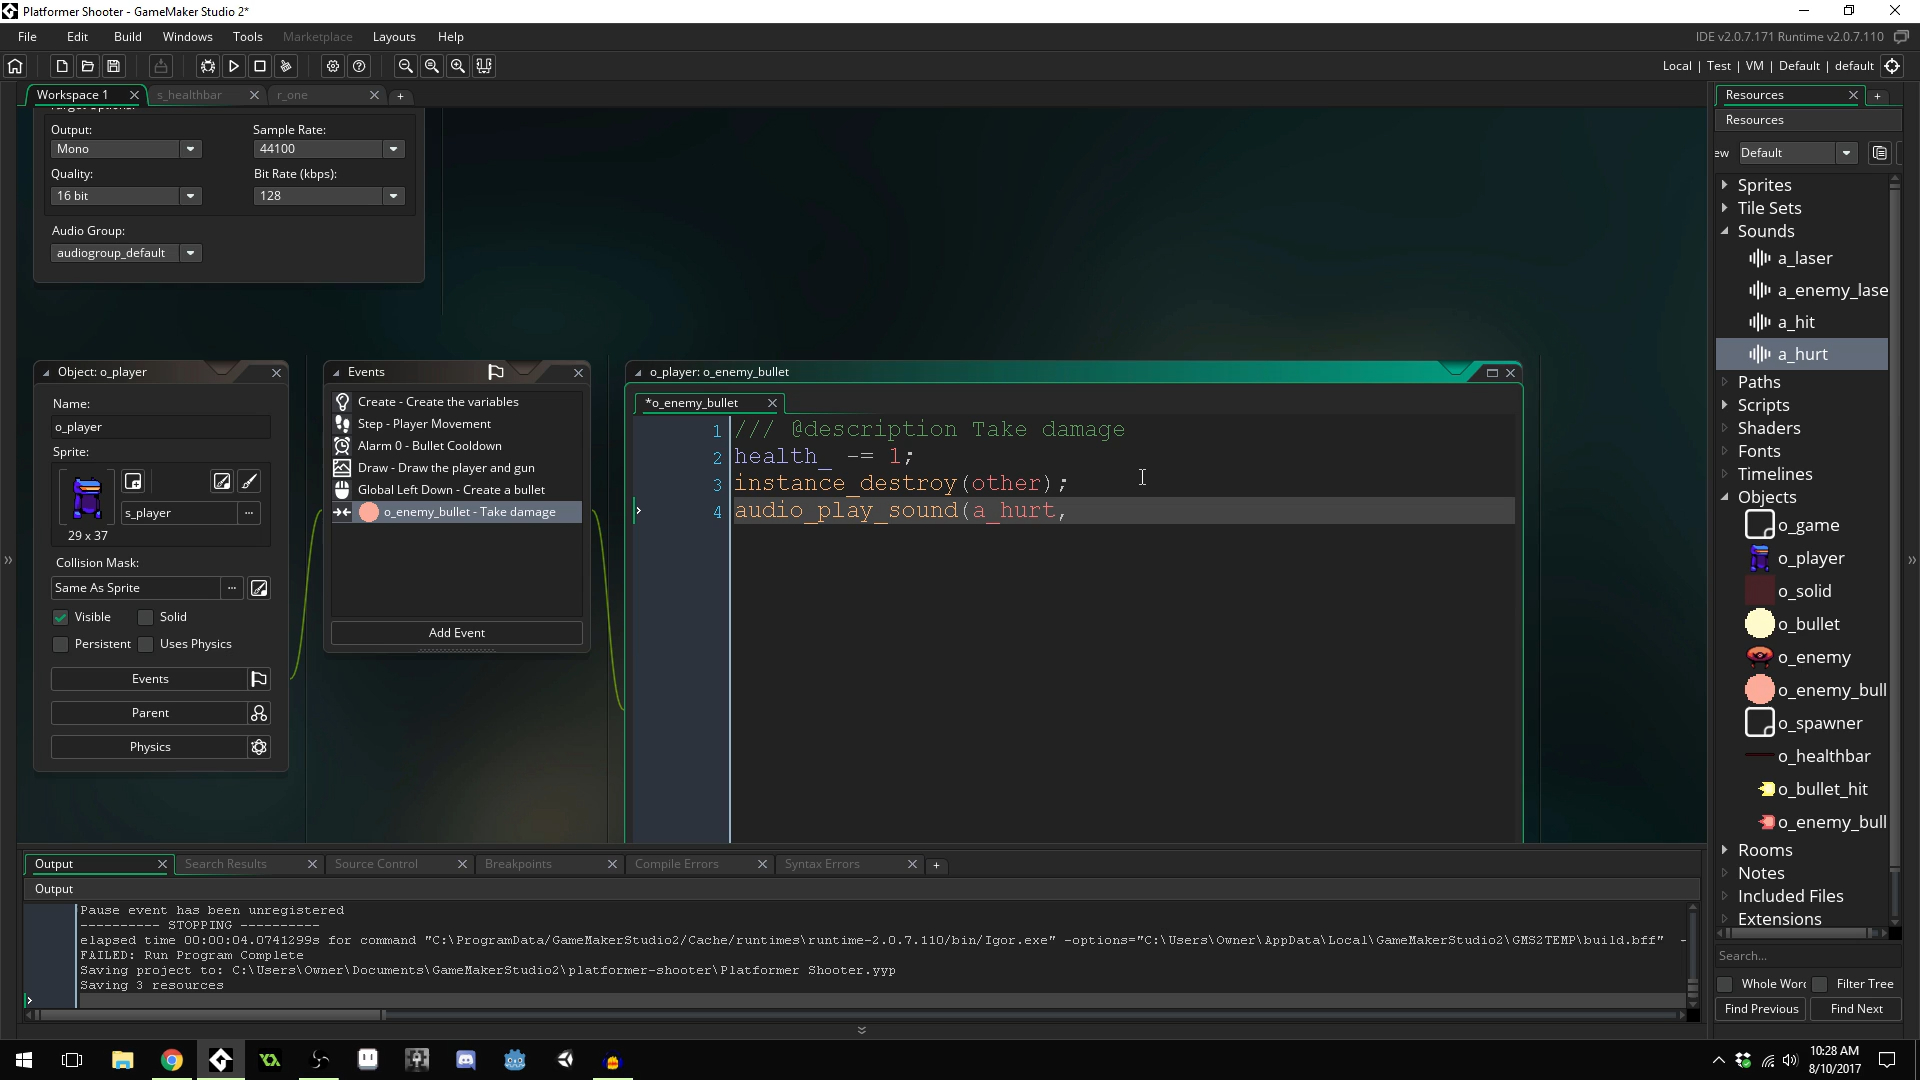 Platformer Shooter - GameMaker Studio 2*
File Edit Build Windows Tools Marketplace Layouts Help
IDE v2.0.7.171 Runtime v2.0.7.110
Local | Test | VM | Default | default
Workspace 1
s_healthbar
r_one
Output:
Mono
Sample Rate:
44100
Quality:
16 bit
Bit Rate (kbps):
128
Audio Group:
audiogroup_default
Object: o_player
Name:
o_player
Sprite:
s_player
29 x 37
Collision Mask:
Same As Sprite
Visible
Solid
Persistent
Uses Physics
Events
Parent
Physics
Events
Create - Create the variables
Step - Player Movement
Alarm 0 - Bullet Cooldown
Draw - Draw the player and gun
Global Left Down - Create a bullet
o_enemy_bullet - Take damage
Add Event
o_player: o_enemy_bullet
*o_enemy_bullet
1 /// @description Take damage
2 health_ -= 1;
3 instance_destroy(other);
4 audio_play_sound(a_hurt,
Resources
Resources
ew
Default
Sprites
Tile Sets
Sounds
a_laser
a_enemy_lase
a_hit
a_hurt
Paths
Scripts
Shaders
Fonts
Timelines
Objects
o_game
o_player
o_solid
o_bullet
o_enemy
o_enemy_bull
o_spawner
o_healthbar
o_bullet_hit
o_enemy_bull
Rooms
Notes
Included Files
Extensions
Search...
Whole Word
Filter Tree
Find Previous
Find Next
Output
Search Results
Source Control
Breakpoints
Compile Errors
Syntax Errors
Output
Pause event has been unregistered
---------- STOPPING ----------
elapsed time 00:00:04.0741299s for command "C:\ProgramData/GameMakerStudio2/Cache/runtimes\runtime-2.0.7.110/bin/Igor.exe" -options="C:\Users\Owner\AppData\Local\GameMakerStudio2\GMS2TEMP\build.bff" -
FAILED: Run Program Complete
Saving project to: C:\Users\Owner\Documents\GameMakerStudio2\platformer-shooter\Platformer Shooter.yyp
Saving 3 resources
10:28 AM
8/10/2017